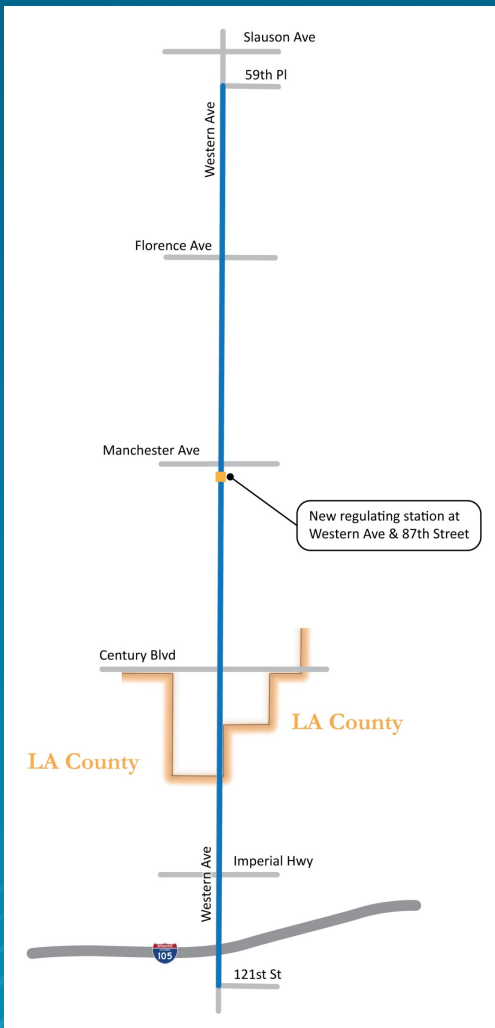 Slauson Ave
59th Pl
Western Ave
Florence Ave
Manchester Ave
New regulating station at
Western Ave & 87th Street
Century Blvd
LA County
LA County
Imperial Hwy
Western Ave
105
121st St